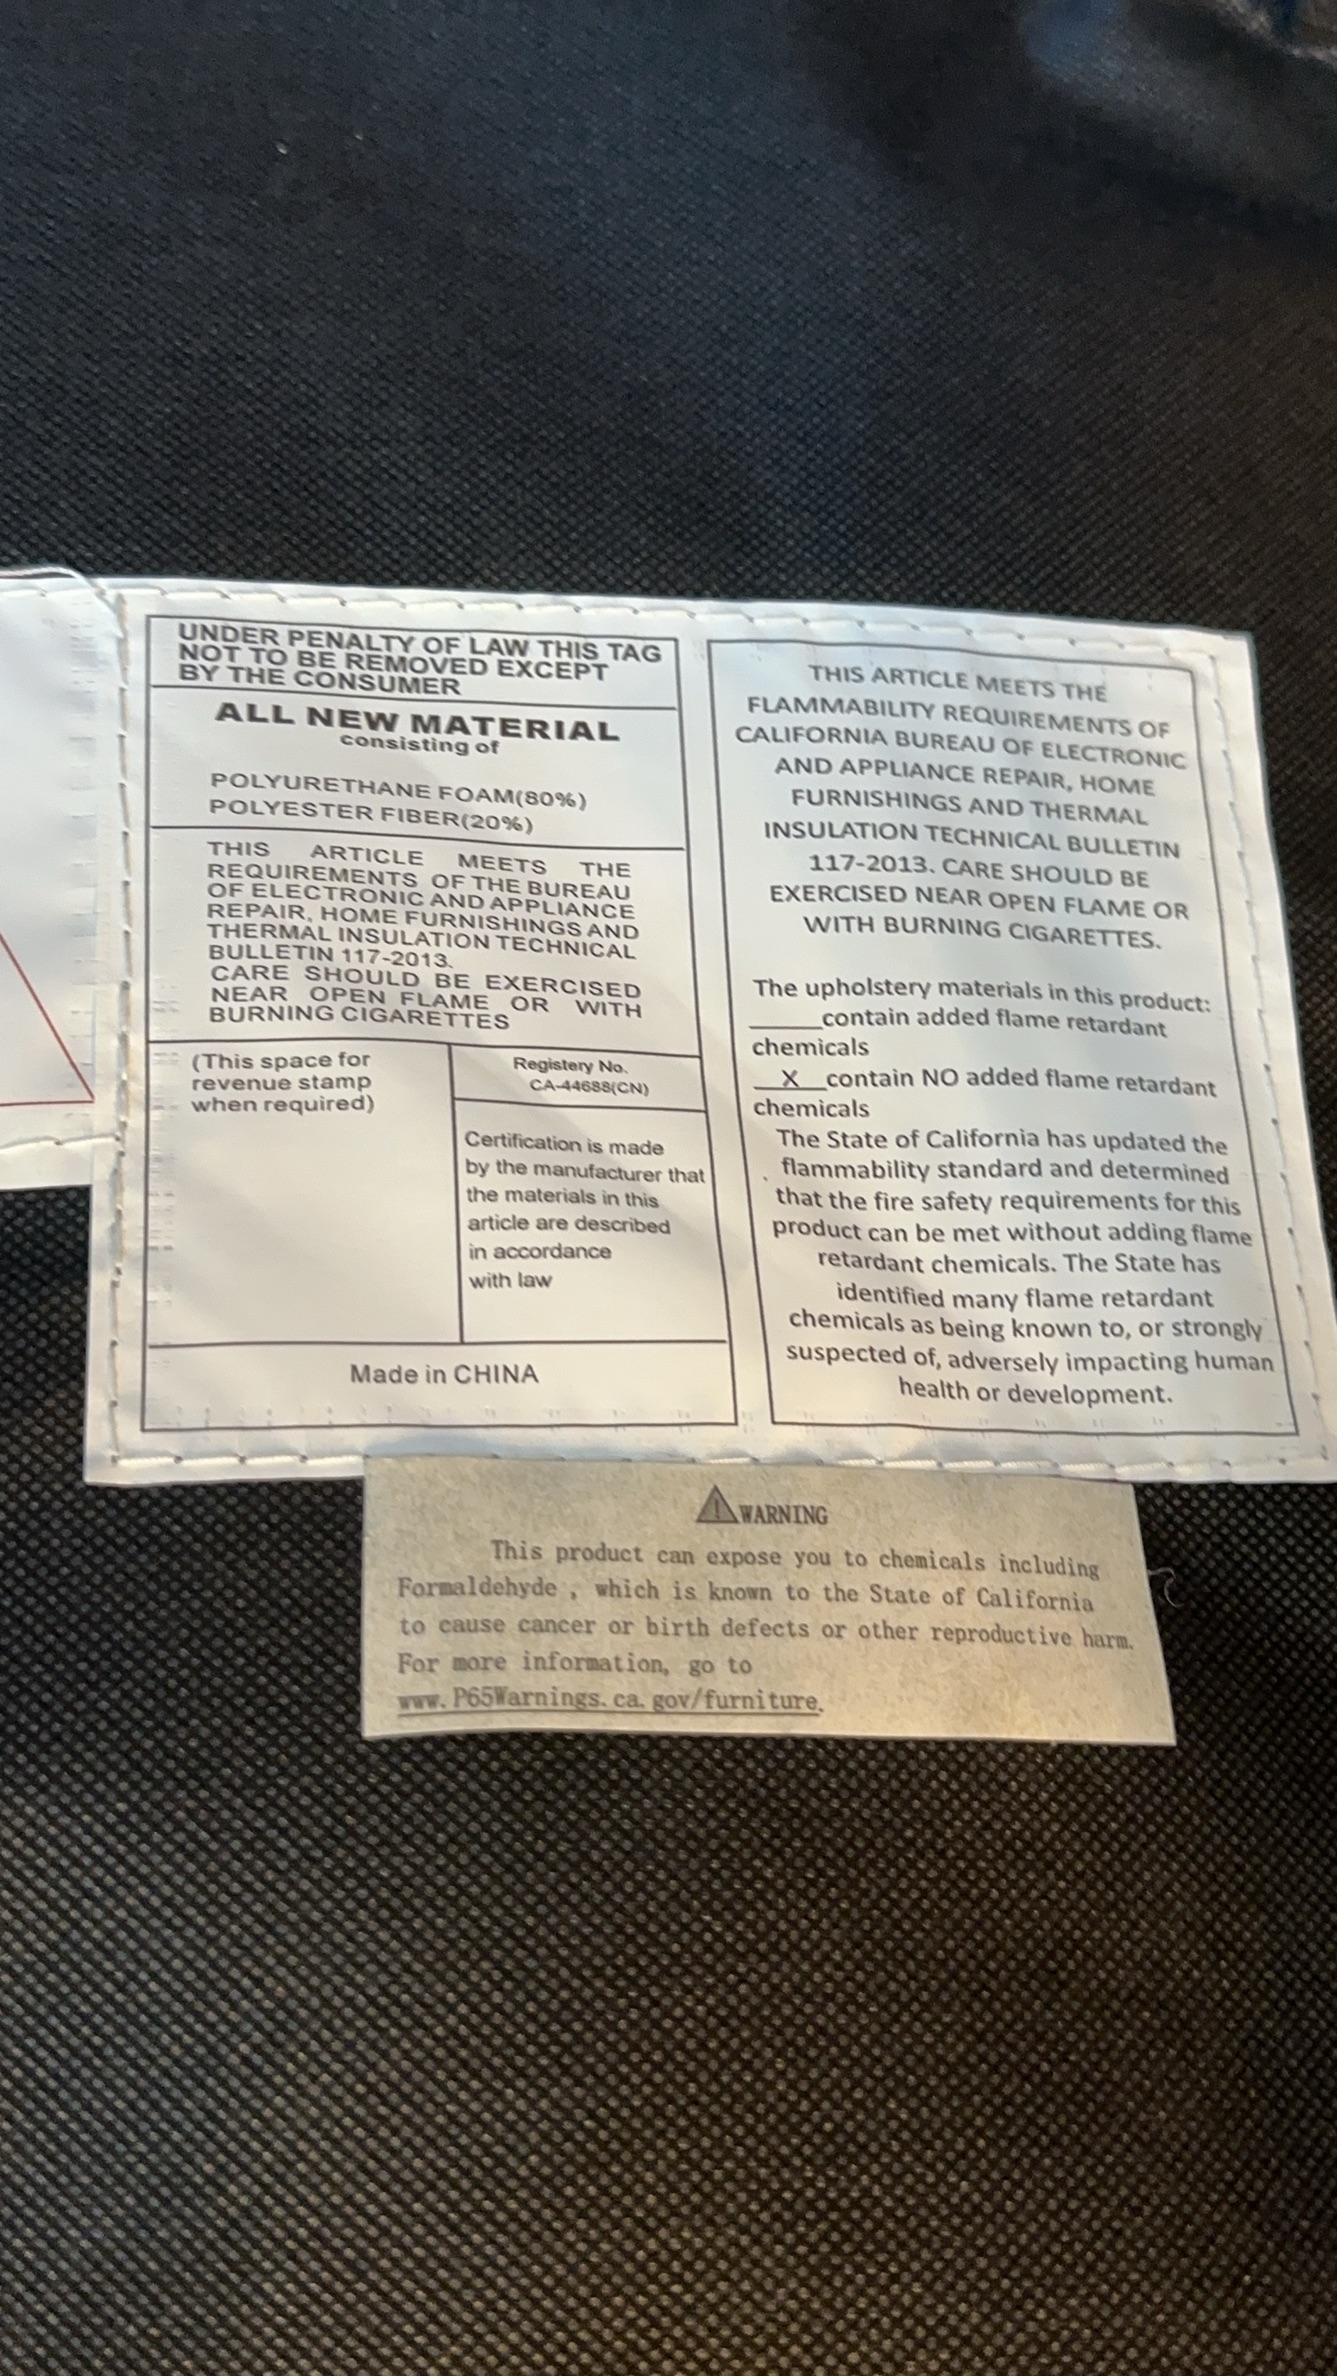 UNDER PENALTY OF LAW THIS TAG
NOT TO BE REMOVED EXCEPT
BY THE CONSUMER
ALL NEW MATERIAL
consisting of
POLYURETHANE FOAM(80%)
POLYESTER FIBER(20%)
THIS ARTICLE MEETS THE
REQUIREMENTS OF THE BUREAU
OF ELECTRONIC AND APPLIANCE
REPAIR, HOME FURNISHINGS AND
THERMAL INSULATION TECHNICAL
BULLETIN 117-2013.
CARE SHOULD BE EXERCISED
NEAR OPEN FLAME OR WITH
BURNING CIGARETTES
(This space for
revenue stamp
when required)
Registery No.
CA-44688(CN)
Certification is made
by the manufacturer that
the materials in this
article are described
in accordance
with law
Made in CHINA
THIS ARTICLE MEETS THE
FLAMMABILITY REQUIREMENTS OF
CALIFORNIA BUREAU OF ELECTRONIC
AND APPLIANCE REPAIR, HOME
FURNISHINGS AND THERMAL
INSULATION TECHNICAL BULLETIN
117-2013. CARE SHOULD BE
EXERCISED NEAR OPEN FLAME OR
WITH BURNING CIGARETTES.
The upholstery materials in this product:
_____contain added flame retardant
chemicals
__X__contain NO added flame retardant
chemicals
The State of California has updated the
flammability standard and determined
that the fire safety requirements for this
product can be met without adding flame
retardant chemicals. The State has
identified many flame retardant
chemicals as being known to, or strongly
suspected of, adversely impacting human
health or development.
WARNING
This product can expose you to chemicals including
Formaldehyde , which is known to the State of California
to cause cancer or birth defects or other reproductive harm.
For more information, go to
www.P65Warnings.ca.gov/furniture.